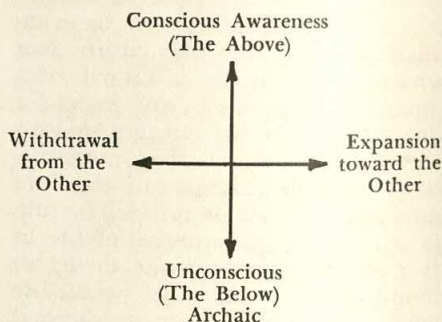 Conscious Awareness
(The Above)
Withdrawal
from the
Other
Expansion
toward the
Other
Unconscious
(The Below)
Archaic